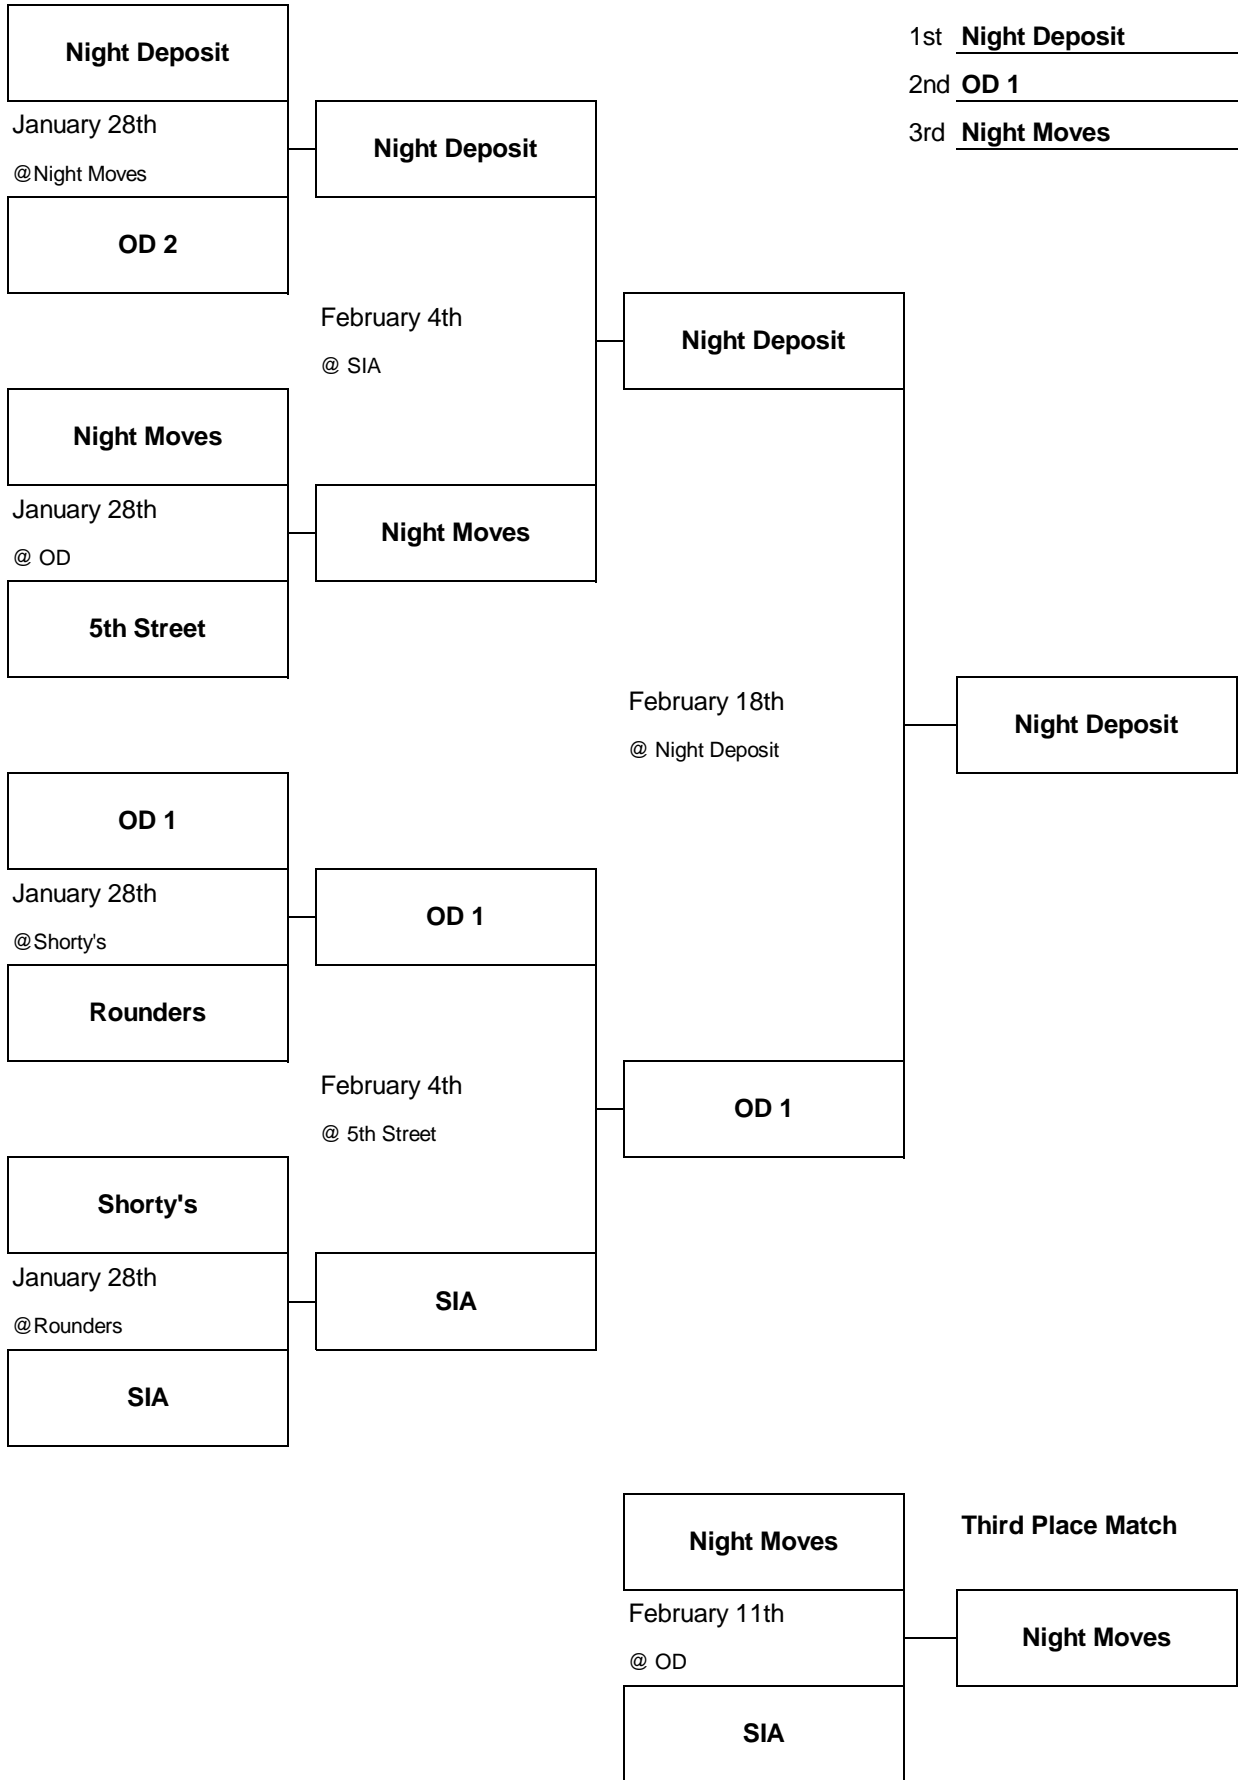 Night Deposit
1st Night Deposit
2nd OD 1
3rd Night Moves
January 28th
@Night Moves
Night Deposit
OD 2
February 4th
@ SIA
Night Deposit
Night Moves
January 28th
@ OD
Night Moves
5th Street
February 18th
@ Night Deposit
Night Deposit
OD 1
January 28th
@Shorty's
OD 1
Rounders
February 4th
@ 5th Street
OD 1
Shorty's
January 28th
@Rounders
SIA
SIA
Night Moves
Third Place Match
February 11th
@ OD
Night Moves
SIA